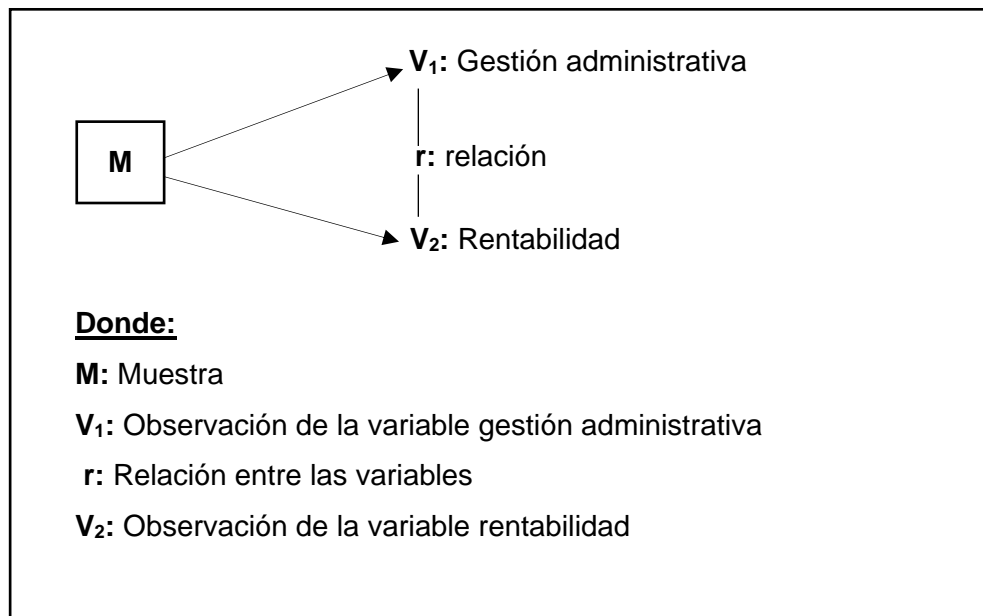 V₁: Gestión administrativa
M
r: relación
V₂: Rentabilidad
Donde:
M: Muestra
V₁: Observación de la variable gestión administrativa
r: Relación entre las variables
V₂: Observación de la variable rentabilidad